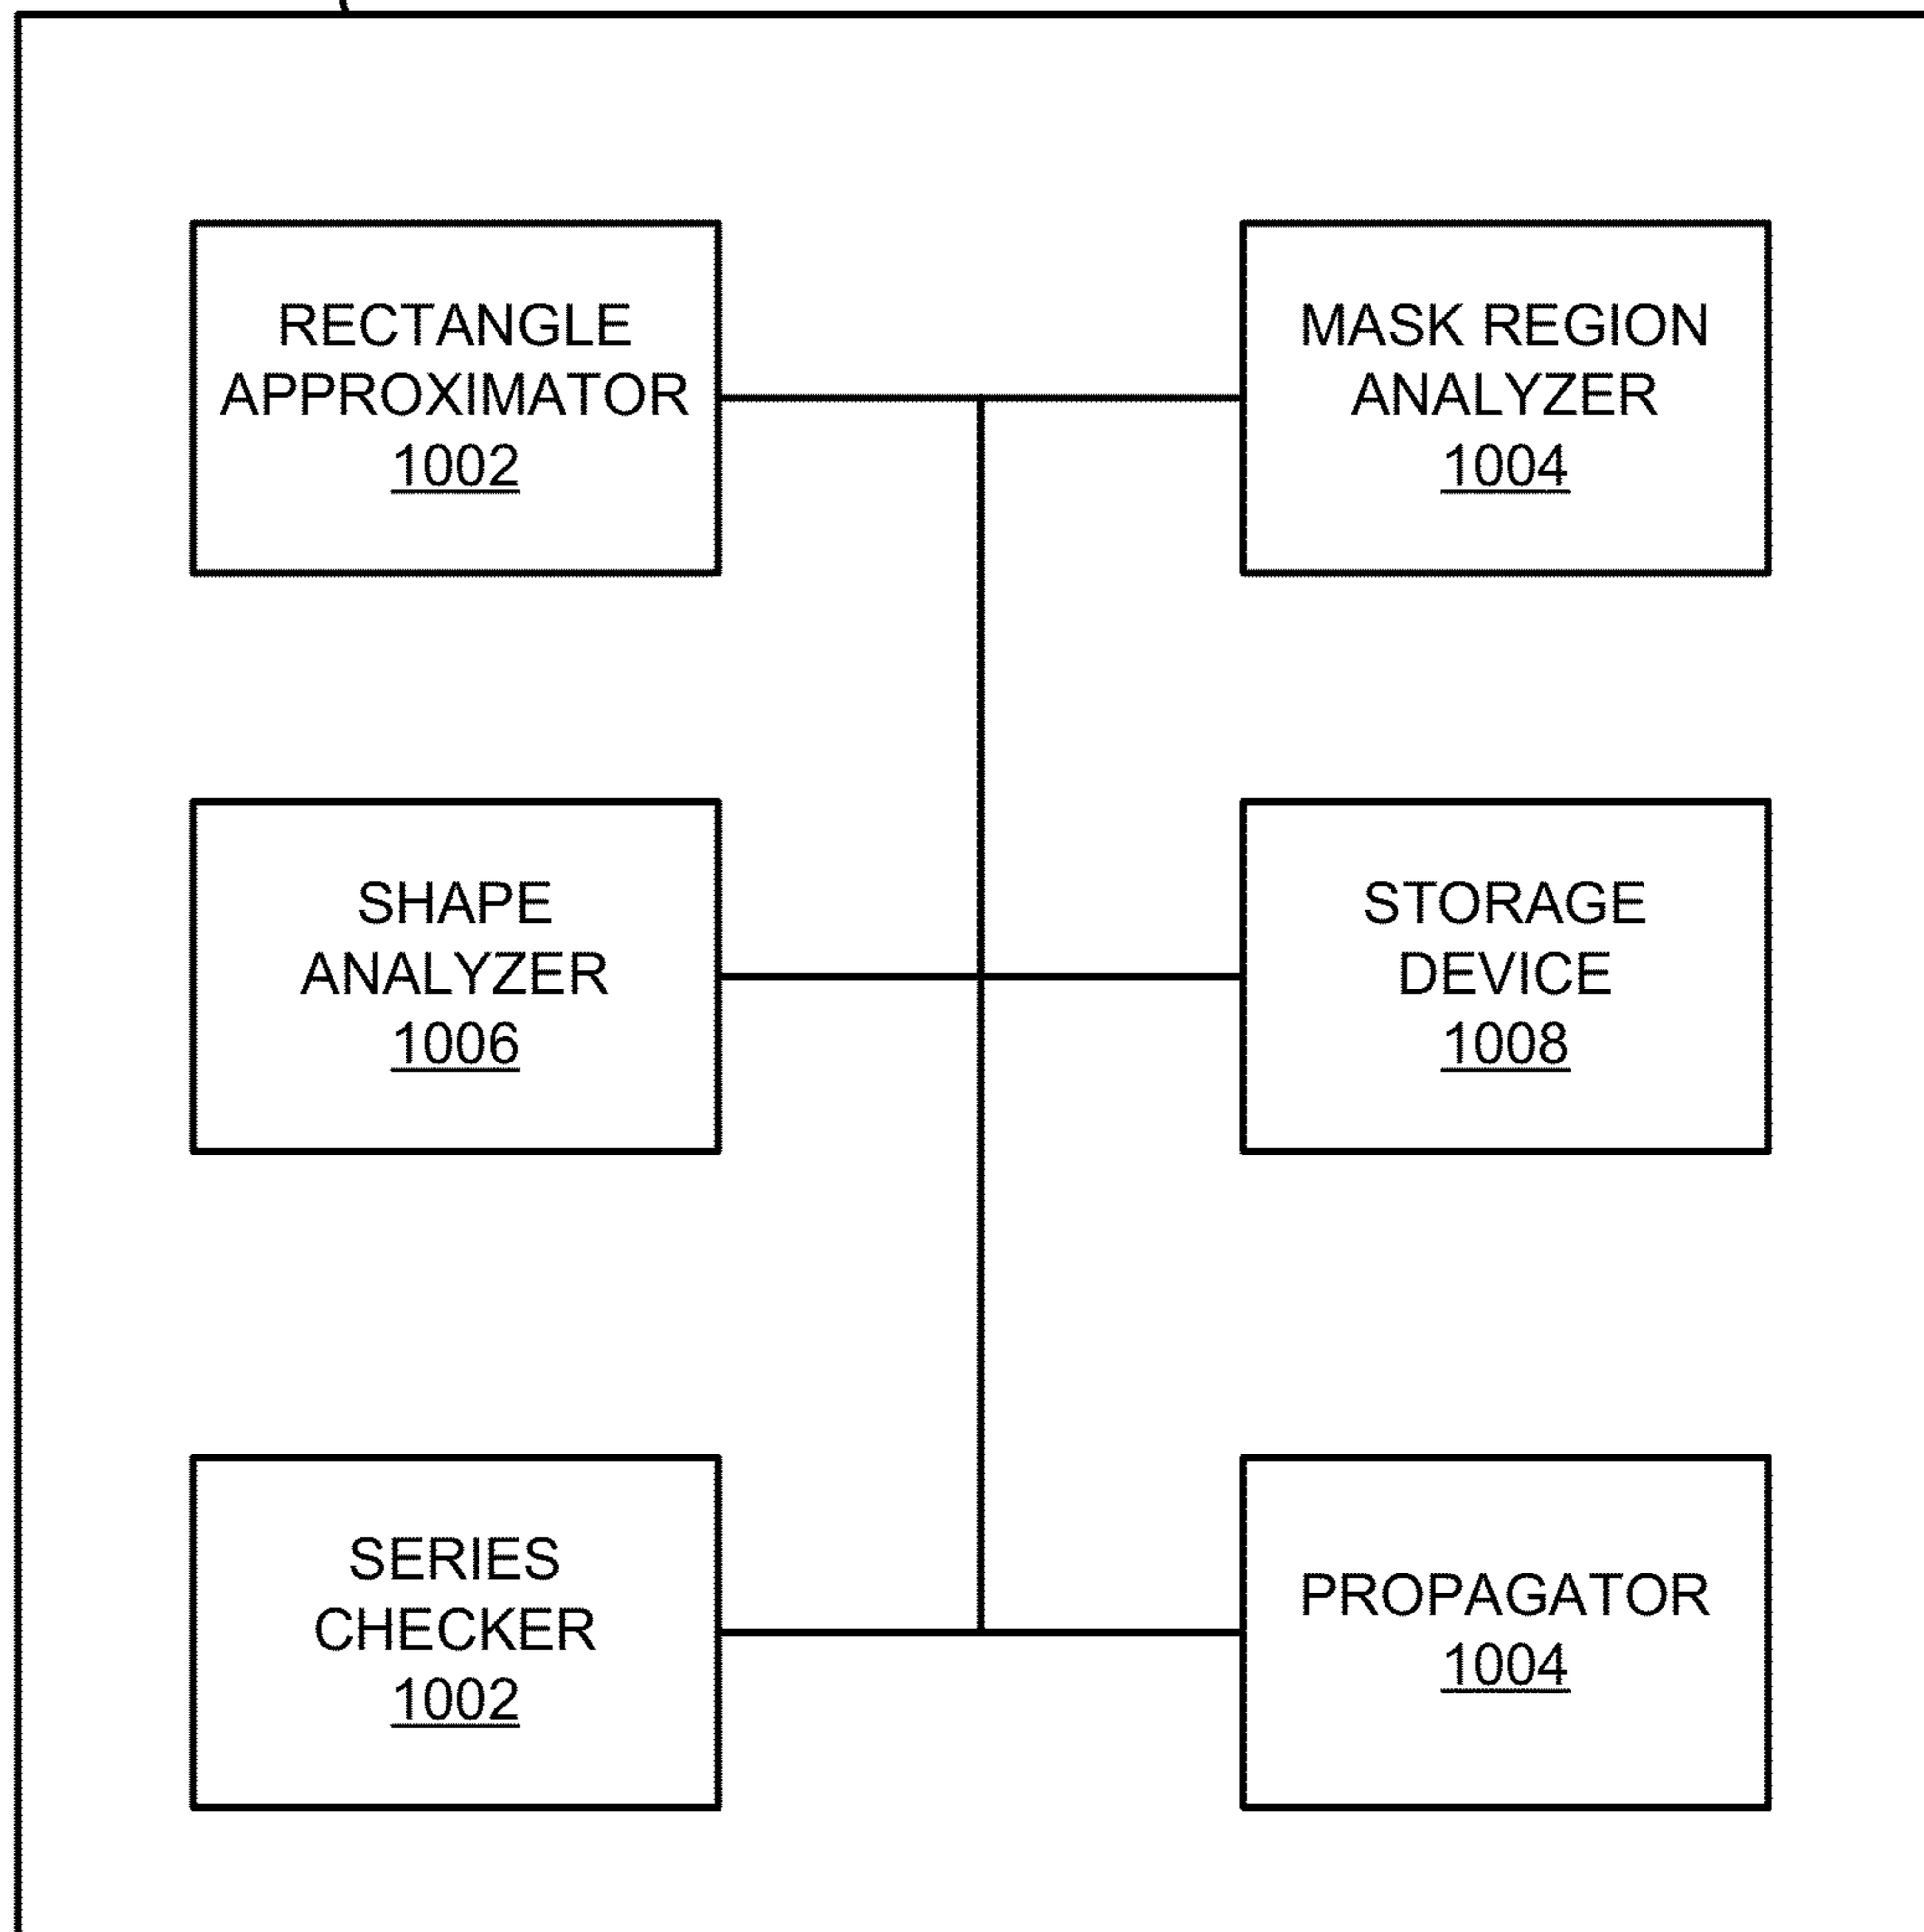 RECTANGLE
APPROXIMATOR
1002
MASK REGION
ANALYZER
1004
SHAPE
ANALYZER
1006
STORAGE
DEVICE
1008
SERIES
CHECKER
1002
PROPAGATOR
1004